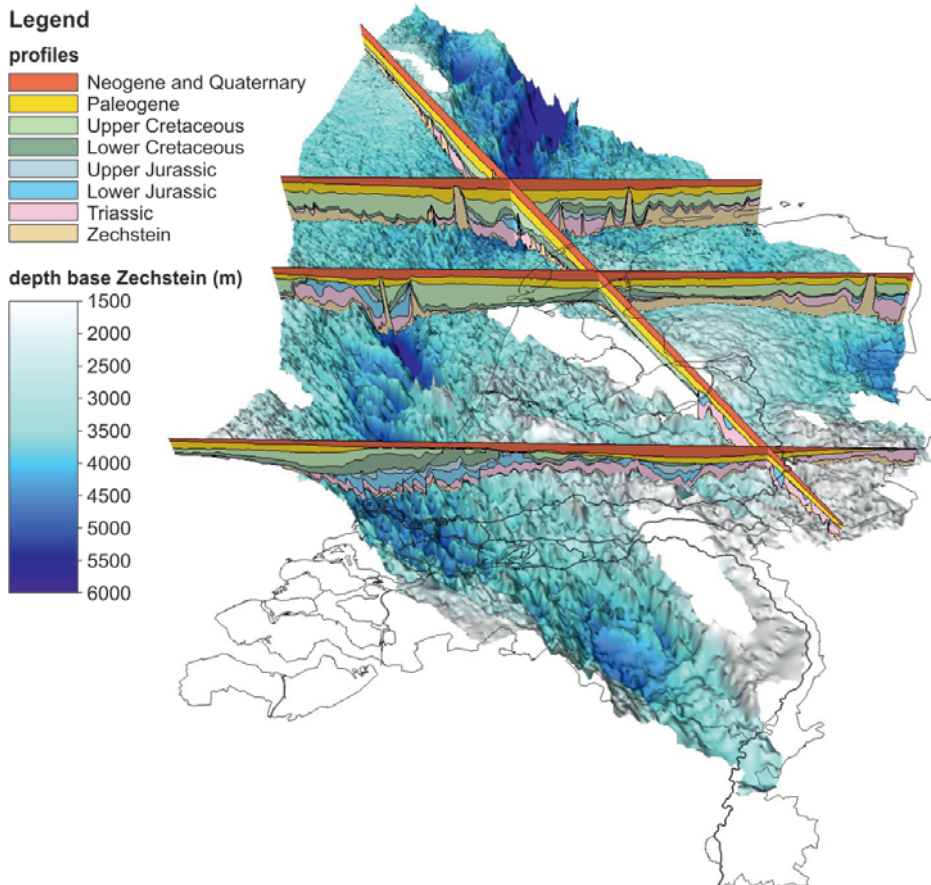 Legend
profiles
Neogene and Quaternary
Paleogene
Upper Cretaceous
Lower Cretaceous
Upper Jurassic
Lower Jurassic
Triassic
Zechstein
depth base Zechstein (m)
1500
2000
2500
3000
3500
4000
4500
5000
5500
6000